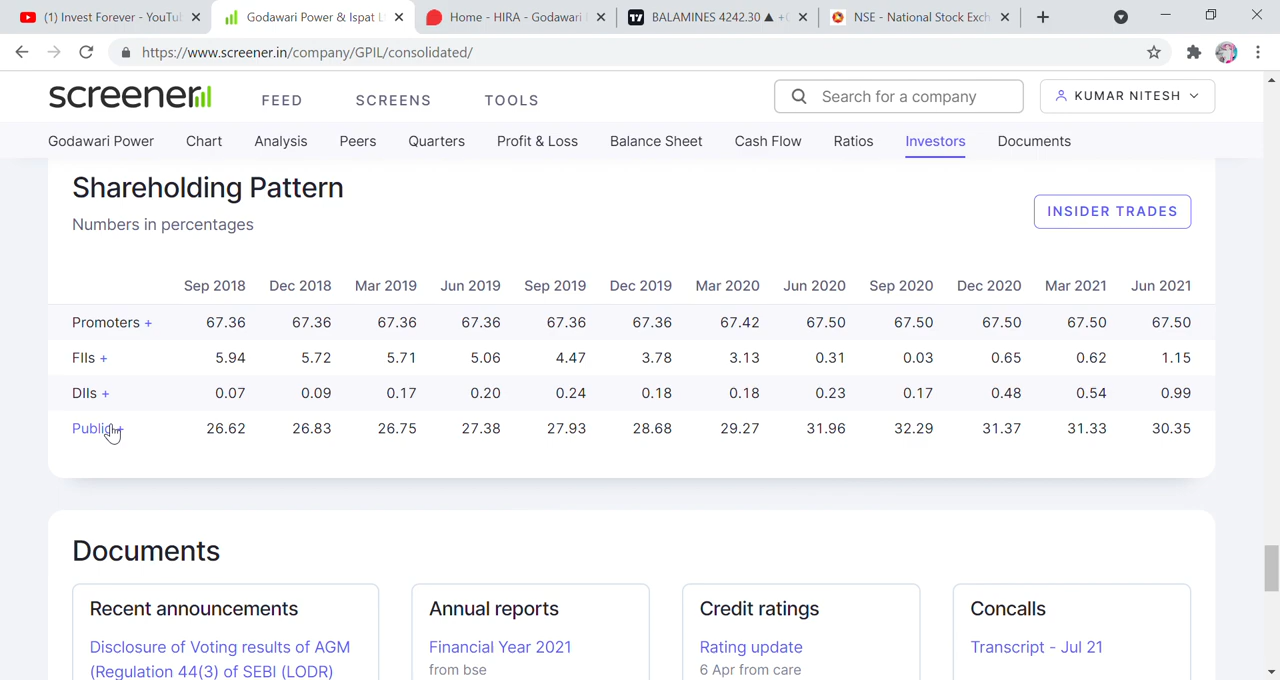 (1) Invest Forever - YouTu
Godawari Power & Ispat L
Home - HIRA - Godawari
BALAMINES 4242.30 ▲ +
NSE - National Stock Exch
https://www.screener.in/company/GPIL/consolidated/
screener
FEED
SCREENS
TOOLS
Search for a company
KUMAR NITESH
Godawari Power
Chart
Analysis
Peers
Quarters
Profit & Loss
Balance Sheet
Cash Flow
Ratios
Investors
Documents
Shareholding Pattern
Numbers in percentages
INSIDER TRADES
Sep 2018 Dec 2018 Mar 2019 Jun 2019 Sep 2019 Dec 2019 Mar 2020 Jun 2020 Sep 2020 Dec 2020 Mar 2021 Jun 2021
Promoters + 67.36 67.36 67.36 67.36 67.36 67.36 67.42 67.50 67.50 67.50 67.50 67.50
FIIs + 5.94 5.72 5.71 5.06 4.47 3.78 3.13 0.31 0.03 0.65 0.62 1.15
DIIs + 0.07 0.09 0.17 0.20 0.24 0.18 0.18 0.23 0.17 0.48 0.54 0.99
Public + 26.62 26.83 26.75 27.38 27.93 28.68 29.27 31.96 32.29 31.37 31.33 30.35
Documents
Recent announcements
Disclosure of Voting results of AGM
(Regulation 44(3) of SEBI (LODR)
Annual reports
Financial Year 2021
from bse
Credit ratings
Rating update
6 Apr from care
Concalls
Transcript - Jul 21